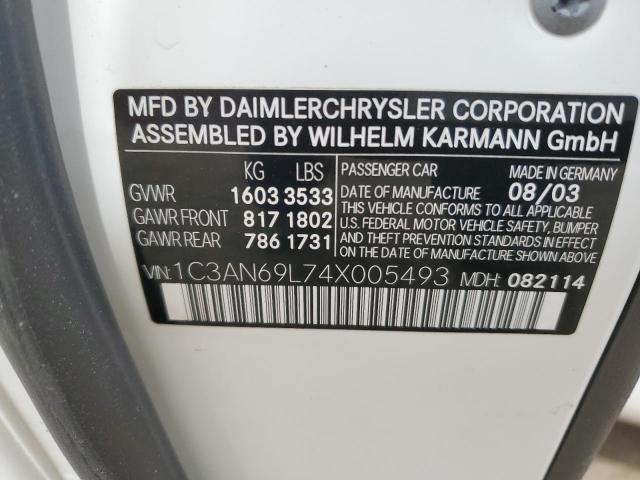 MFD BY DAIMLERCHRYSLER CORPORATION
ASSEMBLED BY WILHELM KARMANN GmbH
KG LBS
GVWR 1603 3533
GAWR FRONT 817 1802
GAWR REAR 786 1731
PASSENGER CAR MADE IN GERMANY
DATE OF MANUFACTURE 08/03
THIS VEHICLE CONFORMS TO ALL APPLICABLE
U.S. FEDERAL MOTOR VEHICLE SAFETY, BUMPER
AND THEFT PREVENTION STANDARDS IN EFFECT
ON THE DATE OF MANUFACTURE SHOWN ABOVE
VIN: 1C3AN69L74X005493 MDH: 082114